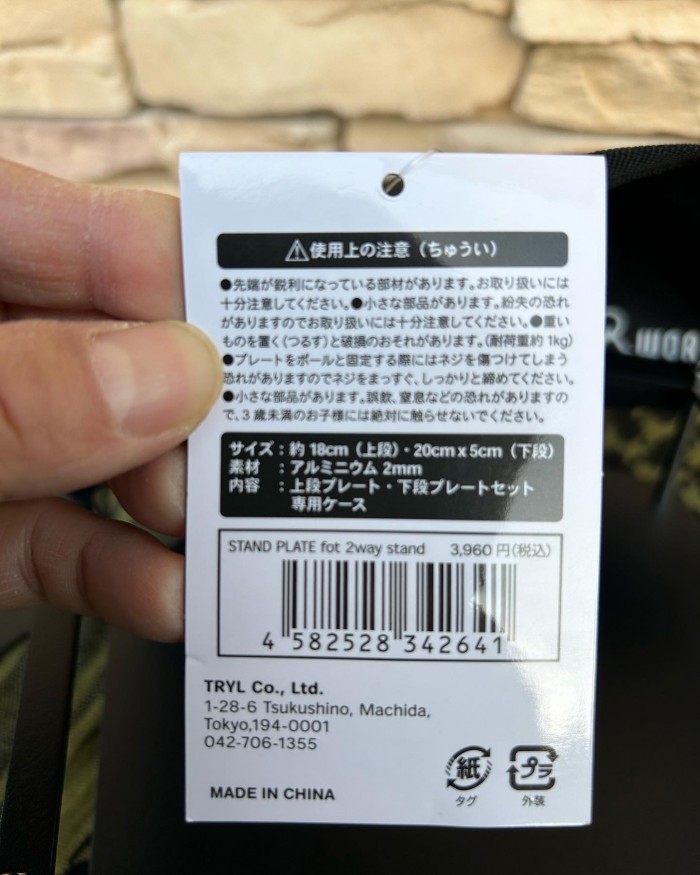 ⚠使用上の注意（ちゅうい）
●先端が鋭利になっている部材があります。お取り扱いには
十分注意してください。●小さな部品があります。紛失の恐れ
がありますのでお取り扱いには十分注意してください。●重い
ものを置く(つるす)と破損のおそれがあります。(耐荷重約 1kg)
●プレートをポールと固定する際にはネジを傷つけてしまう
恐れがありますのでネジをまっすぐ、しっかりと締めてください。
●小さな部品があります。誤飲、窒息などの恐れがありますの
で、3 歳未満のお子様には絶対に触らせないでください。
サイズ：約 18cm（上段）・20cm x 5cm（下段）
素材　：アルミニウム 2mm
内容　：上段プレート・下段プレートセット
専用ケース
STAND PLATE fot 2way stand 3,960 円(税込)
4 582528 342641
TRYL Co., Ltd.
1-28-6 Tsukushino, Machida,
Tokyo,194-0001
042-706-1355
MADE IN CHINA
紙
タグ
プラ
外装